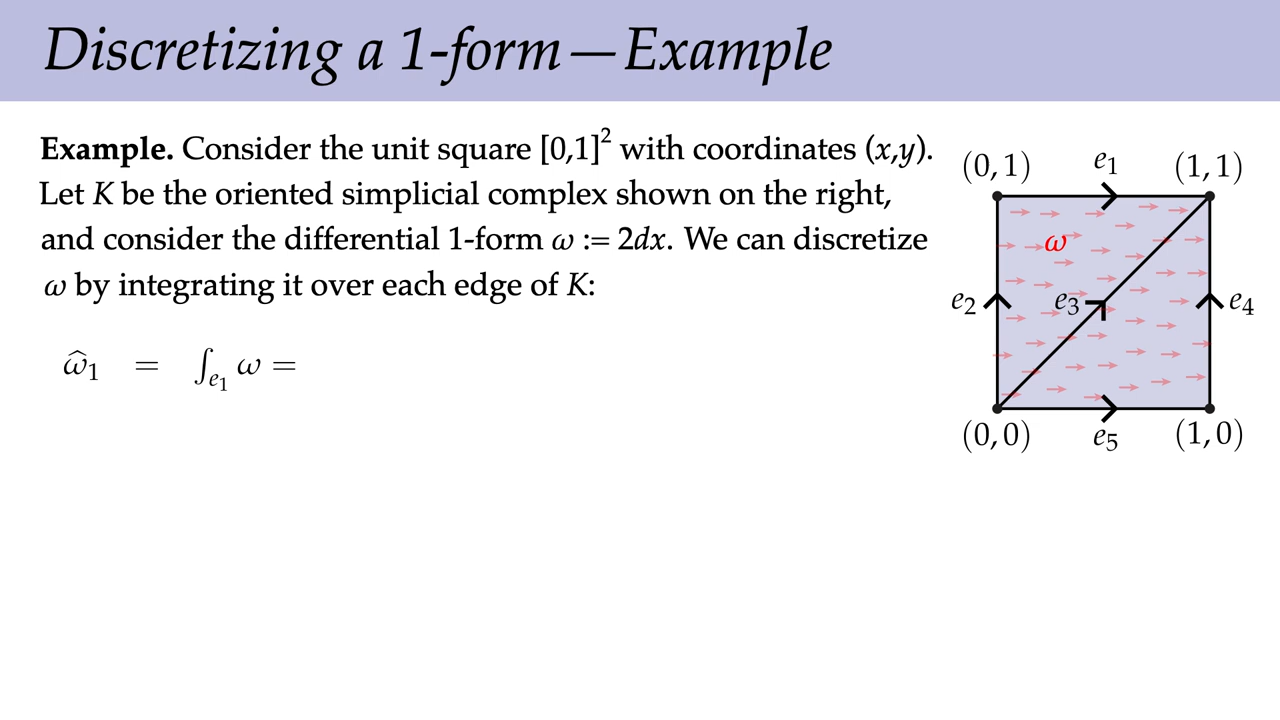 Discretizing a 1-form—Example
Example. Consider the unit square [0,1]² with coordinates (x,y).
Let K be the oriented simplicial complex shown on the right,
and consider the differential 1-form ω := 2dx. We can discretize
ω by integrating it over each edge of K:
ω̂₁ = ∫ₑ₁ ω =
(0,1) e₁ (1,1)
ω
e₂ e₃ e₄
(0,0) e₅ (1,0)